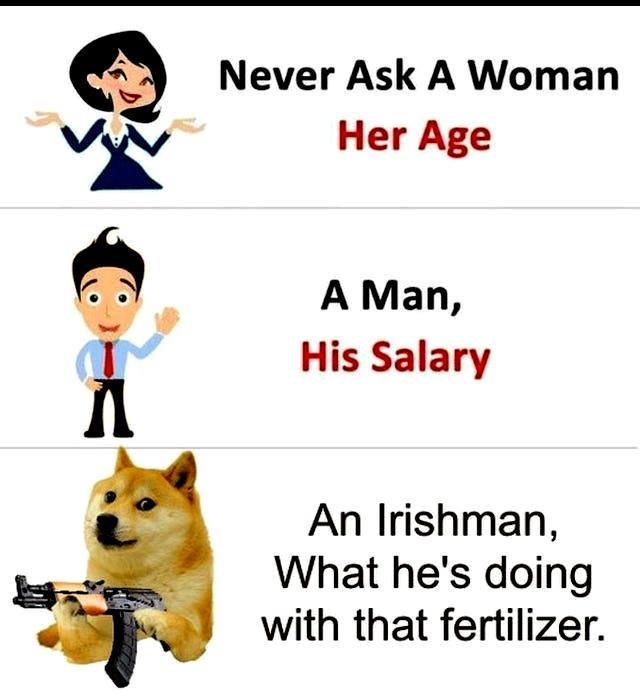 Never Ask A Woman
Her Age
A Man,
His Salary
An Irishman,
What he's doing
with that fertilizer.